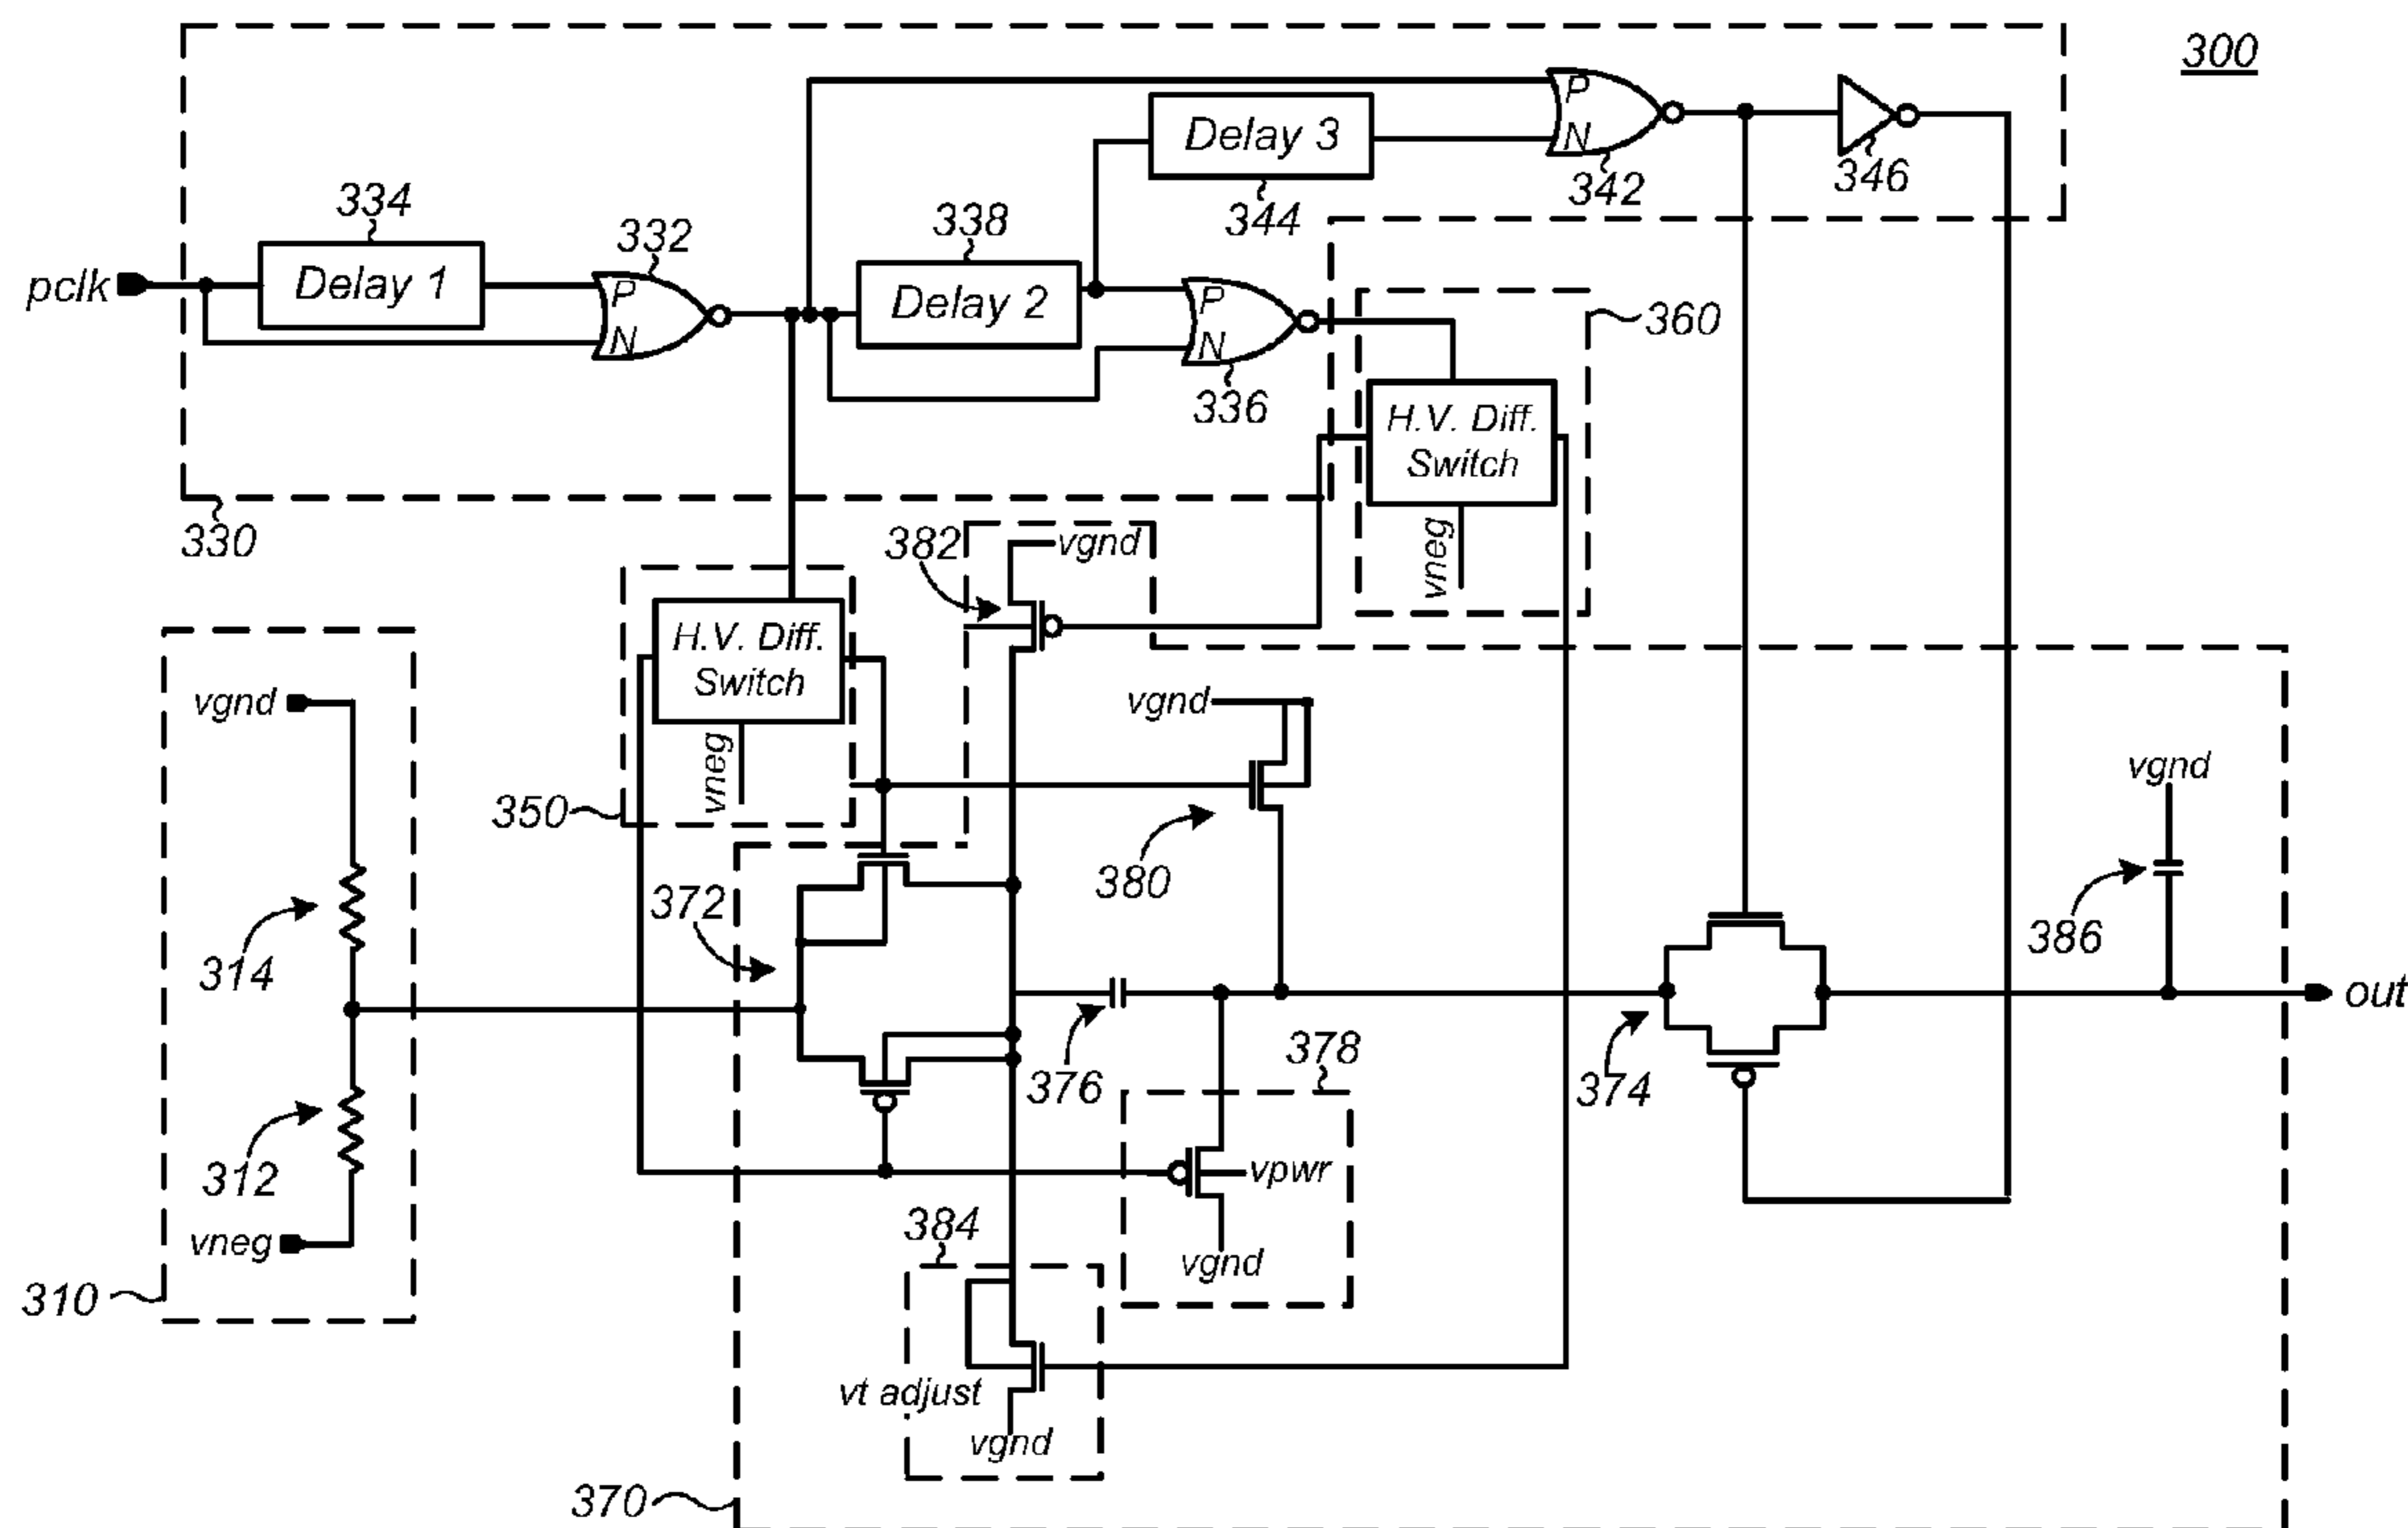 300
P
N
Delay 3
342
346
344
334
332
338
pclk
Delay 1
P
N
Delay 2
P
N
336
360
H.V. Diff.
Switch
vneg
330
382
vgnd
H.V. Diff.
Switch
vneg
350
vgnd
vgnd
vgnd
380
386
372
314
out
376
378
374
312
vpwr
vneg
384
vgnd
310
vt adjust
vgnd
370